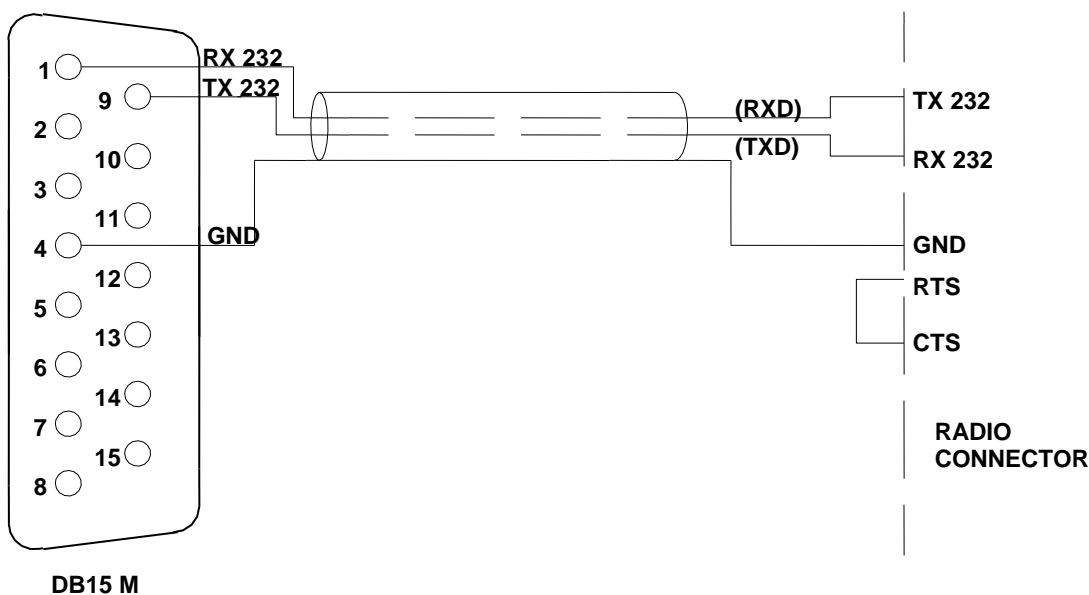 RX 232
1
TX 232
9
(RXD)
TX 232
2
(TXD)
10
RX 232
3
11
4
GND
GND
12
RTS
5
13
CTS
6
14
7
RADIO
CONNECTOR
15
8
DB15 M